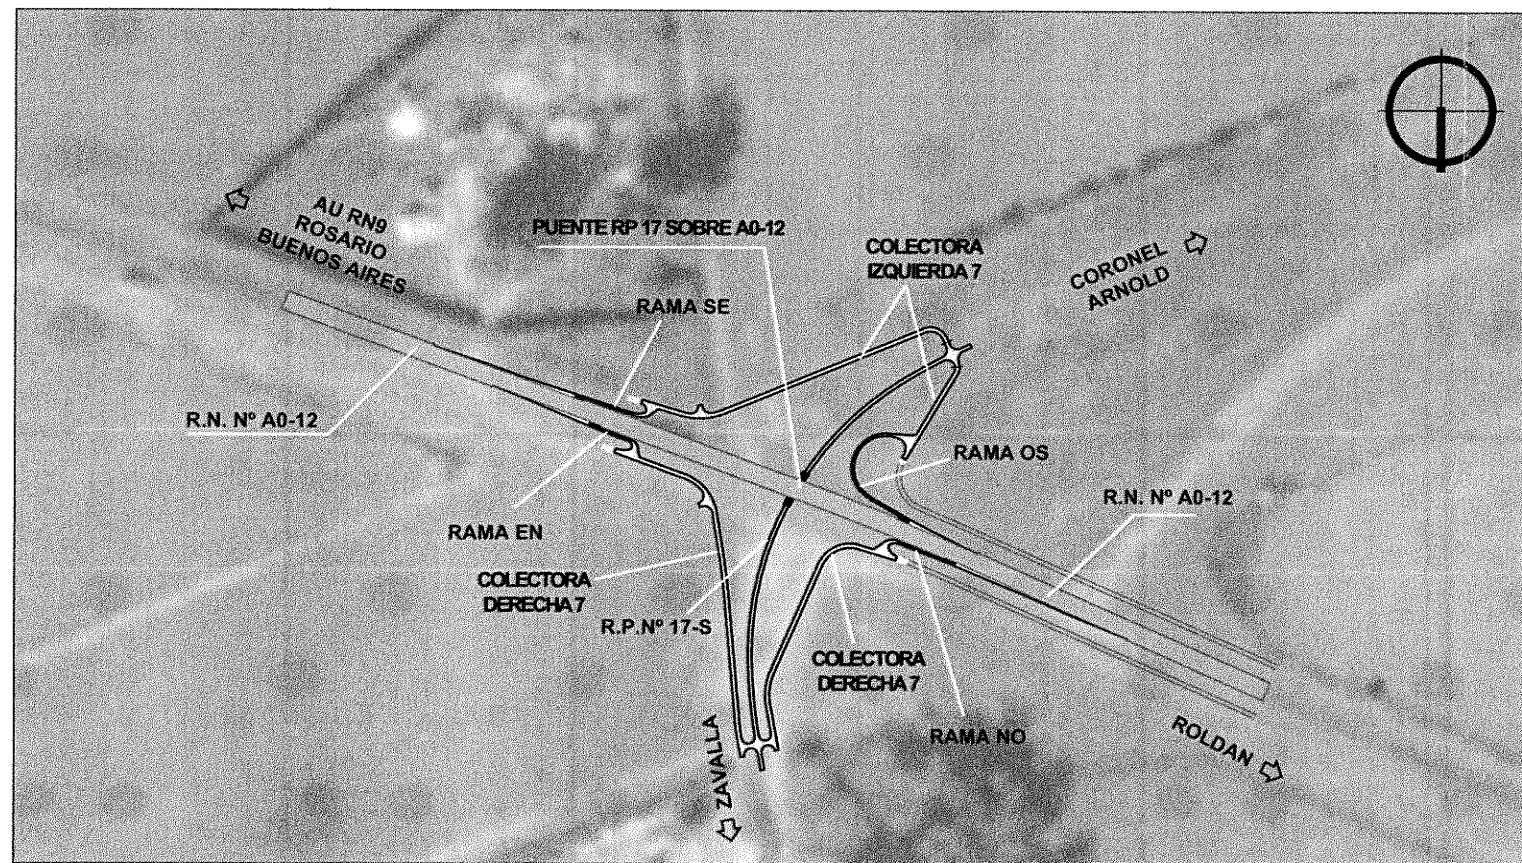 AU RN9
ROSARIO
BUENOS AIRES
PUENTE RP 17 SOBRE A0-12
COLECTORA
IZQUIERDA 7
CORONEL
ARNOLD
RAMA SE
R.N. Nº A0-12
RAMA OS
R.N. Nº A0-12
RAMA EN
COLECTORA
DERECHA 7
R.P.Nº 17-S
COLECTORA
DERECHA 7
RAMA NO
ROLDAN
ZAVALLA